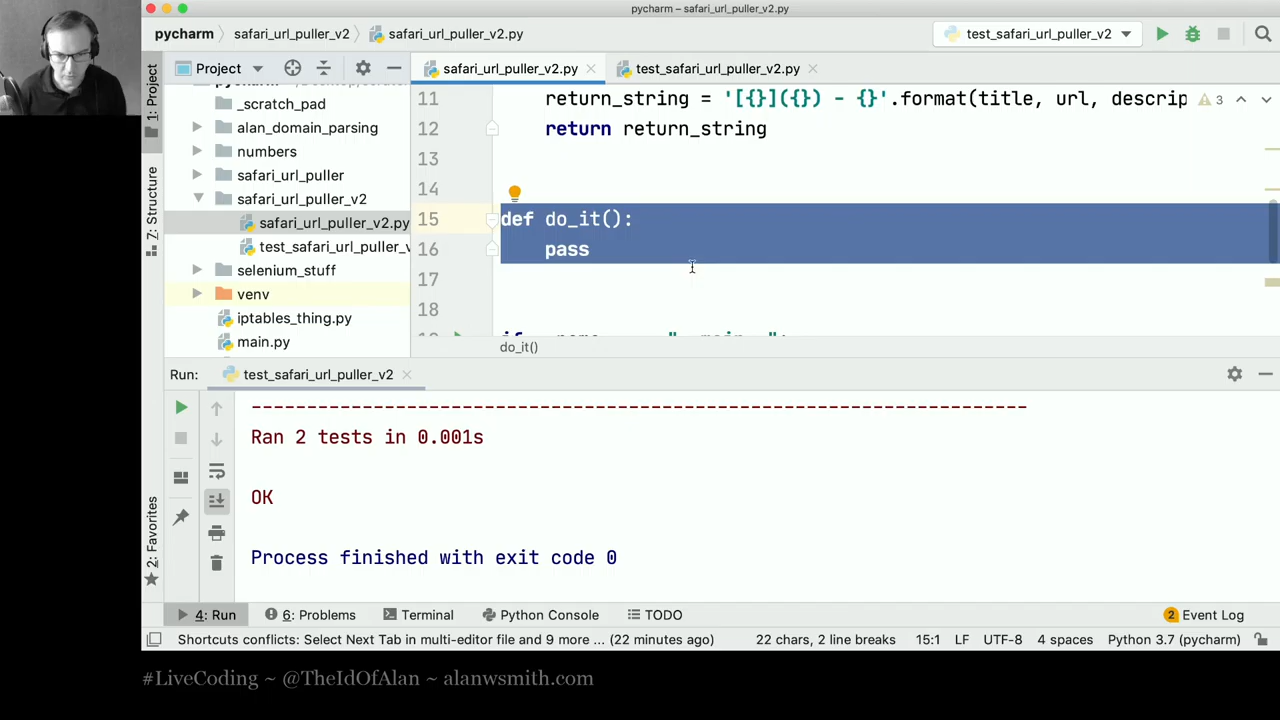 pycharm – safari_url_puller_v2.py
pycharm safari_url_puller_v2 safari_url_puller_v2.py test_safari_url_puller_v2
Project safari_url_puller_v2.py test_safari_url_puller_v2.py
1: Project
Z: Structure
2: Favorites
_scratch_pad
alan_domain_parsing
numbers
safari_url_puller
safari_url_puller_v2
safari_url_puller_v2.py
test_safari_url_puller_v
selenium_stuff
venv
iptables_thing.py
main.py
11 return_string = '[{}]({}) - {}'.format(title, url, descrip 3
12 return return_string
13
14
15 def do_it():
16 pass
17
18
do_it()
Run: test_safari_url_puller_v2
Ran 2 tests in 0.001s
OK
Process finished with exit code 0
4: Run 6: Problems Terminal Python Console TODO 2 Event Log
Shortcuts conflicts: Select Next Tab in multi-editor file and 9 more ... (22 minutes ago) 22 chars, 2 line breaks 15:1 LF UTF-8 4 spaces Python 3.7 (pycharm)
#LiveCoding ~ @TheIdOfAlan ~ alanwsmith.com